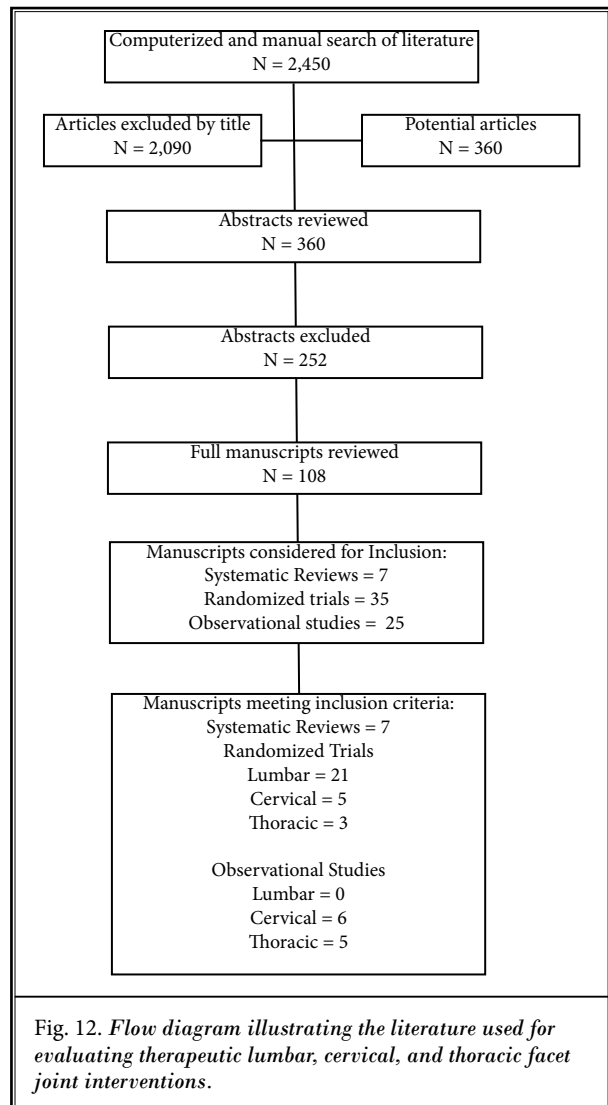 Computerized and manual search of literature
N = 2,450
Articles excluded by title
N = 2,090
Potential articles
N = 360
Abstracts reviewed
N = 360
Abstracts excluded
N = 252
Full manuscripts reviewed
N = 108
Manuscripts considered for Inclusion:
Systematic Reviews = 7
Randomized trials = 35
Observational studies = 25
Manuscripts meeting inclusion criteria:
Systematic Reviews = 7
Randomized Trials
Lumbar = 21
Cervical = 5
Thoracic = 3
Observational Studies
Lumbar = 0
Cervical = 6
Thoracic = 5
Fig. 12. Flow diagram illustrating the literature used for
evaluating therapeutic lumbar, cervical, and thoracic facet
joint interventions.